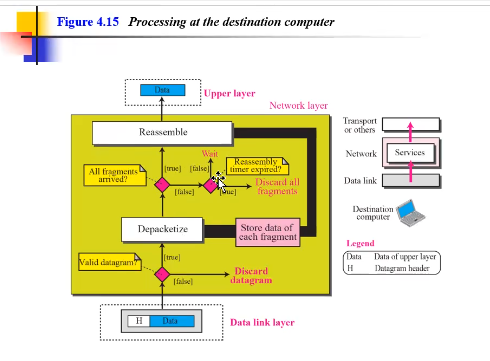 Figure 4.15 Processing at the destination computer
Data
Upper layer
Network layer
Reassemble
Wait
All fragments
arrived?
[true]
[false]
Reassembly
timer expired?
[false]
[true]
Discard all
fragments
Depacketize
Store data of
each fragment
Valid datagram?
[true]
[false]
Discard
datagram
H
Data
Data link layer
Transport
or others
Network
Services
Data link
Destination
computer
Legend
Data Data of upper layer
H Datagram header